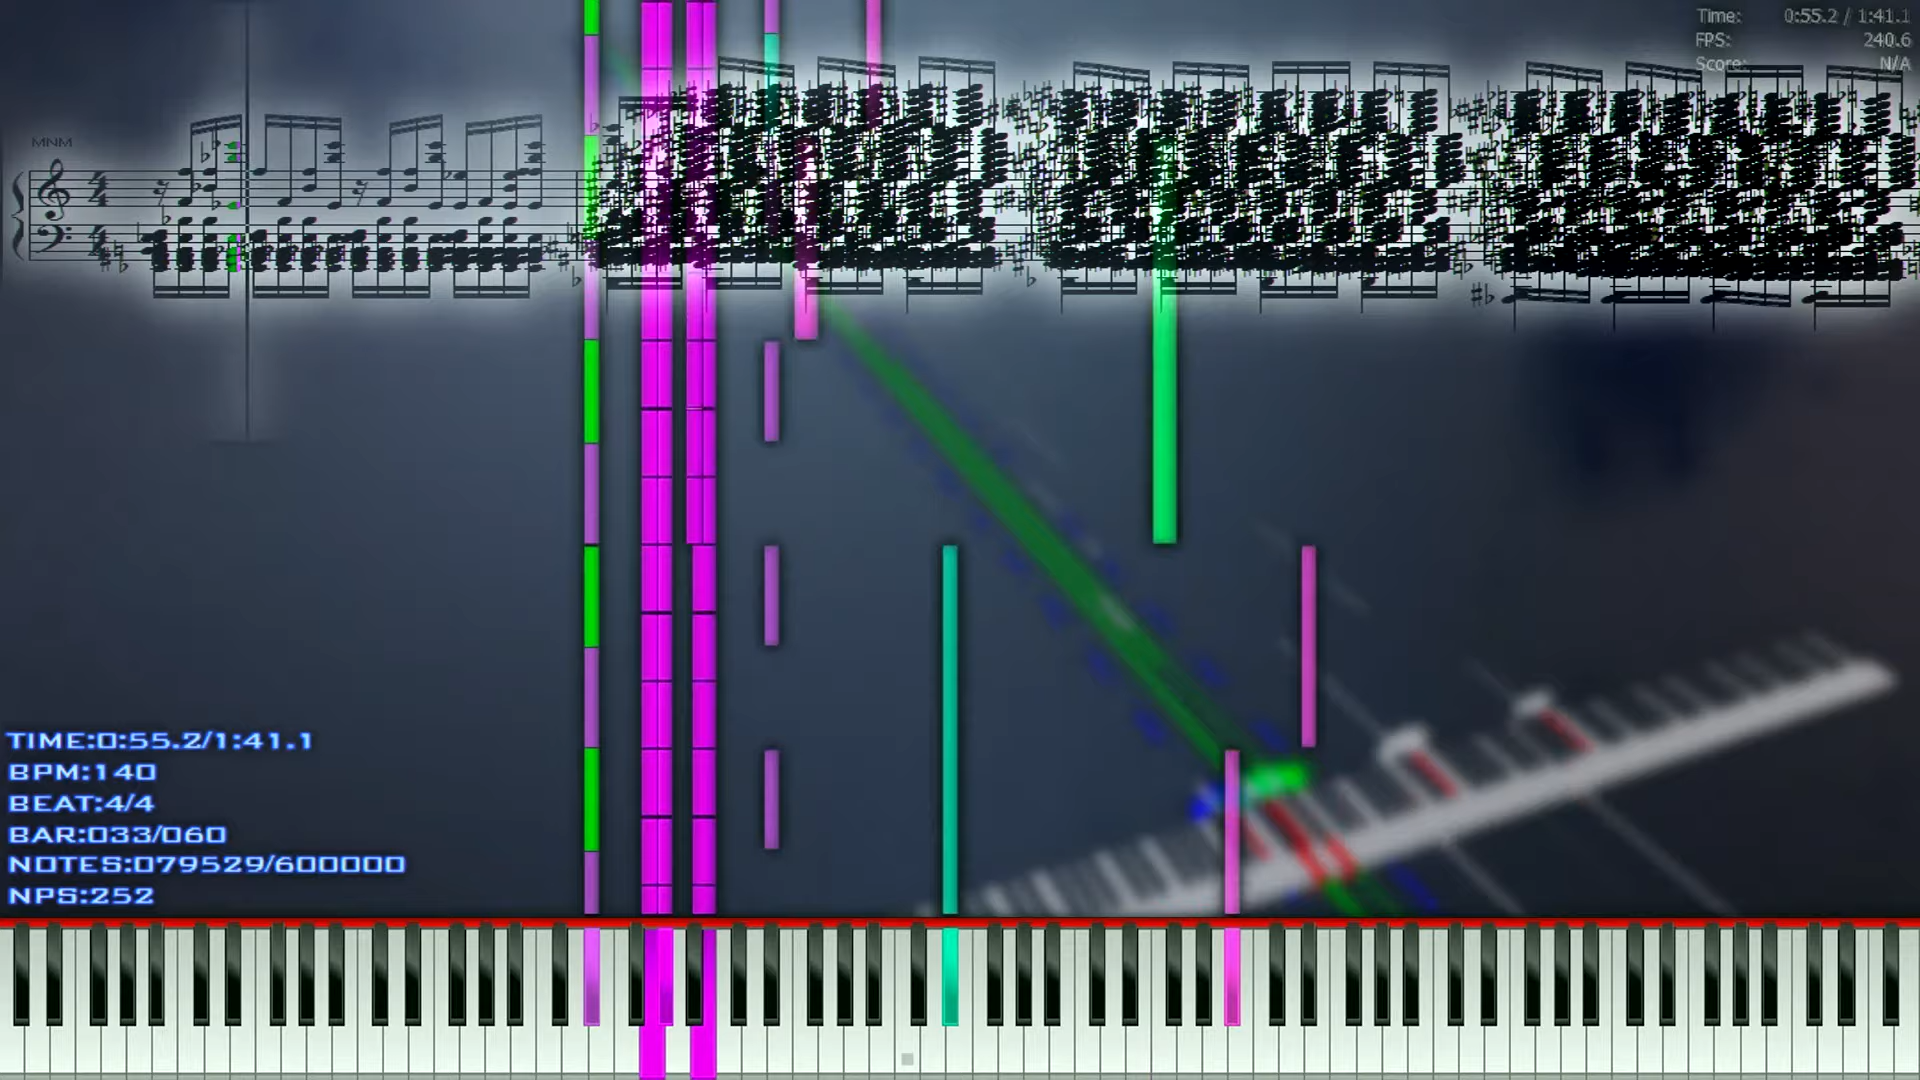 Time: 0:55.2 / 1:41.1
FPS: 240.6
Score: N/A
MNM
TIME:0:55.2/1:41.1
BPM:140
BEAT:4/4
BAR:033/060
NOTES:079529/600000
NPS:252